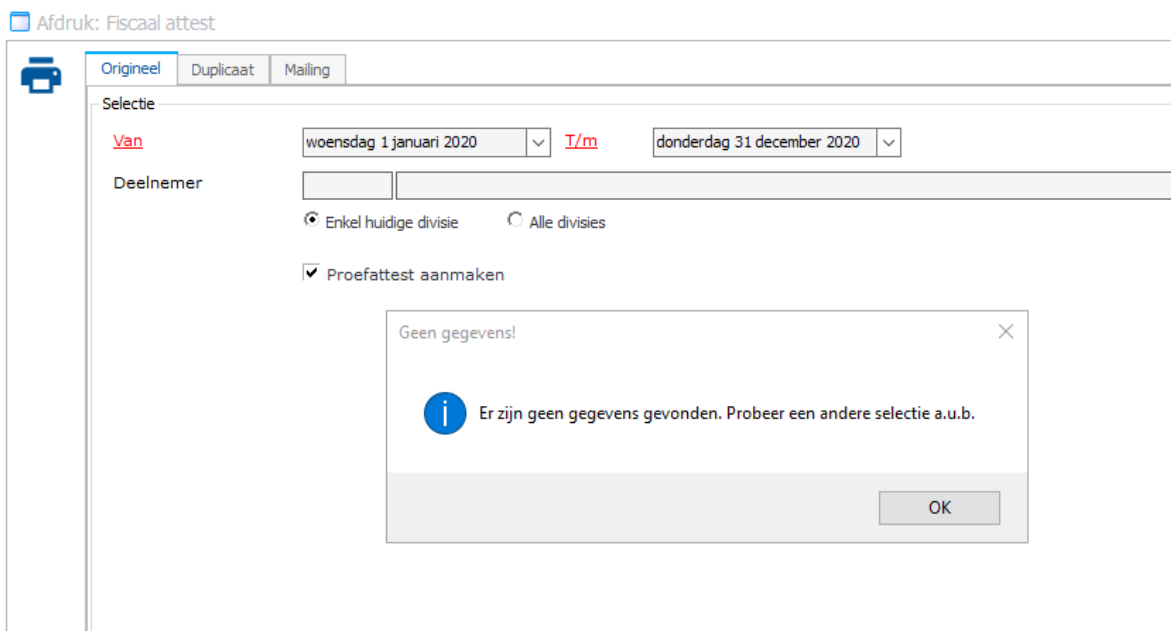 Afdruk: Fiscaal attest
Origineel Duplicaat Mailing
Selectie
Van woensdag 1 januari 2020 T/m donderdag 31 december 2020
Deelnemer
Enkel huidige divisie Alle divisies
Proefattest aanmaken
Geen gegevens!
Er zijn geen gegevens gevonden. Probeer een andere selectie a.u.b.
OK